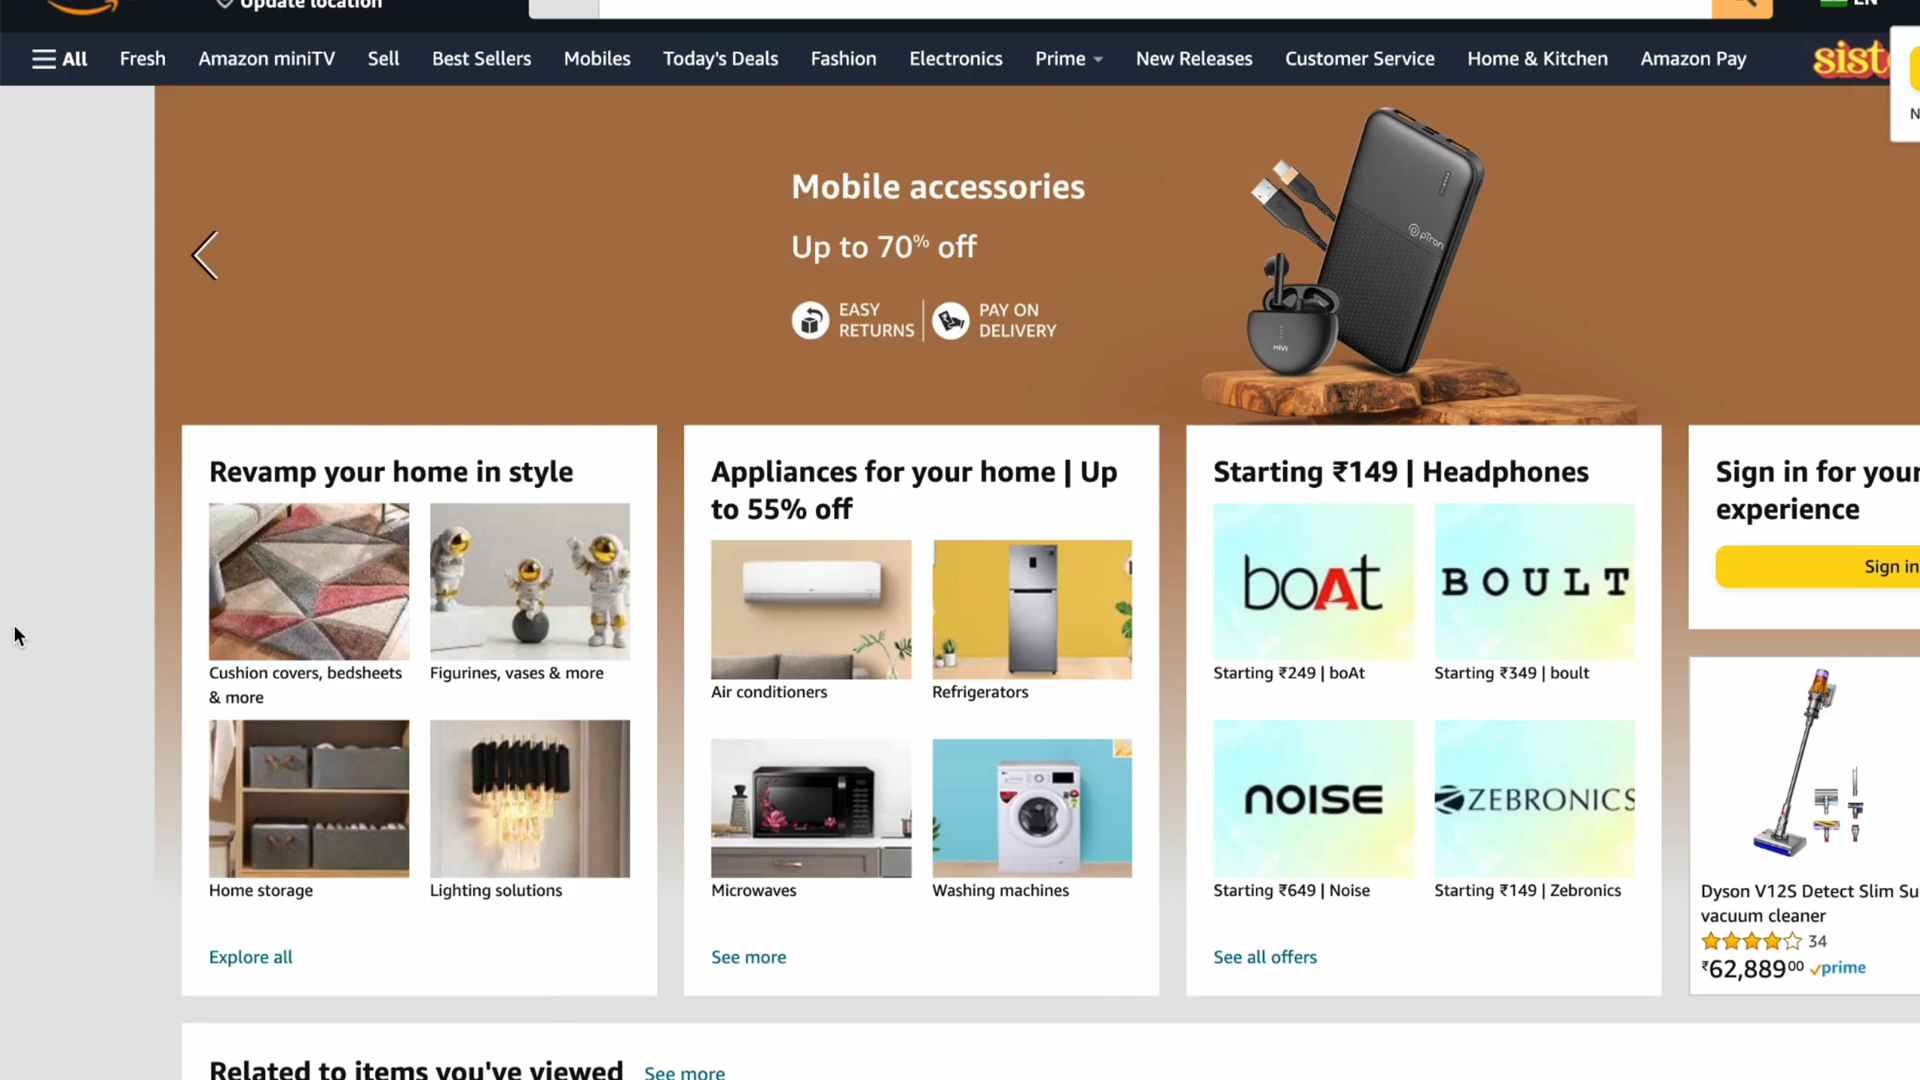 Update location
EN
All Fresh Amazon miniTV Sell Best Sellers Mobiles Today's Deals Fashion Electronics Prime New Releases Customer Service Home & Kitchen Amazon Pay
Mobile accessories
Up to 70% off
EASY RETURNS
PAY ON DELIVERY
pTron
MIVI
Revamp your home in style
Cushion covers, bedsheets
& more
Figurines, vases & more
Home storage
Lighting solutions
Explore all
Appliances for your home | Up
to 55% off
Air conditioners
Refrigerators
Microwaves
Washing machines
See more
Starting ₹149 | Headphones
boAt
BOULT
Starting ₹249 | boAt
Starting ₹349 | boult
noise
ZEBRONICS
Starting ₹649 | Noise
Starting ₹149 | Zebronics
See all offers
Sign in for your
experience
Sign in
Dyson V12S Detect Slim Su
vacuum cleaner
34
₹62,88900 prime
Related to items you've viewed See more